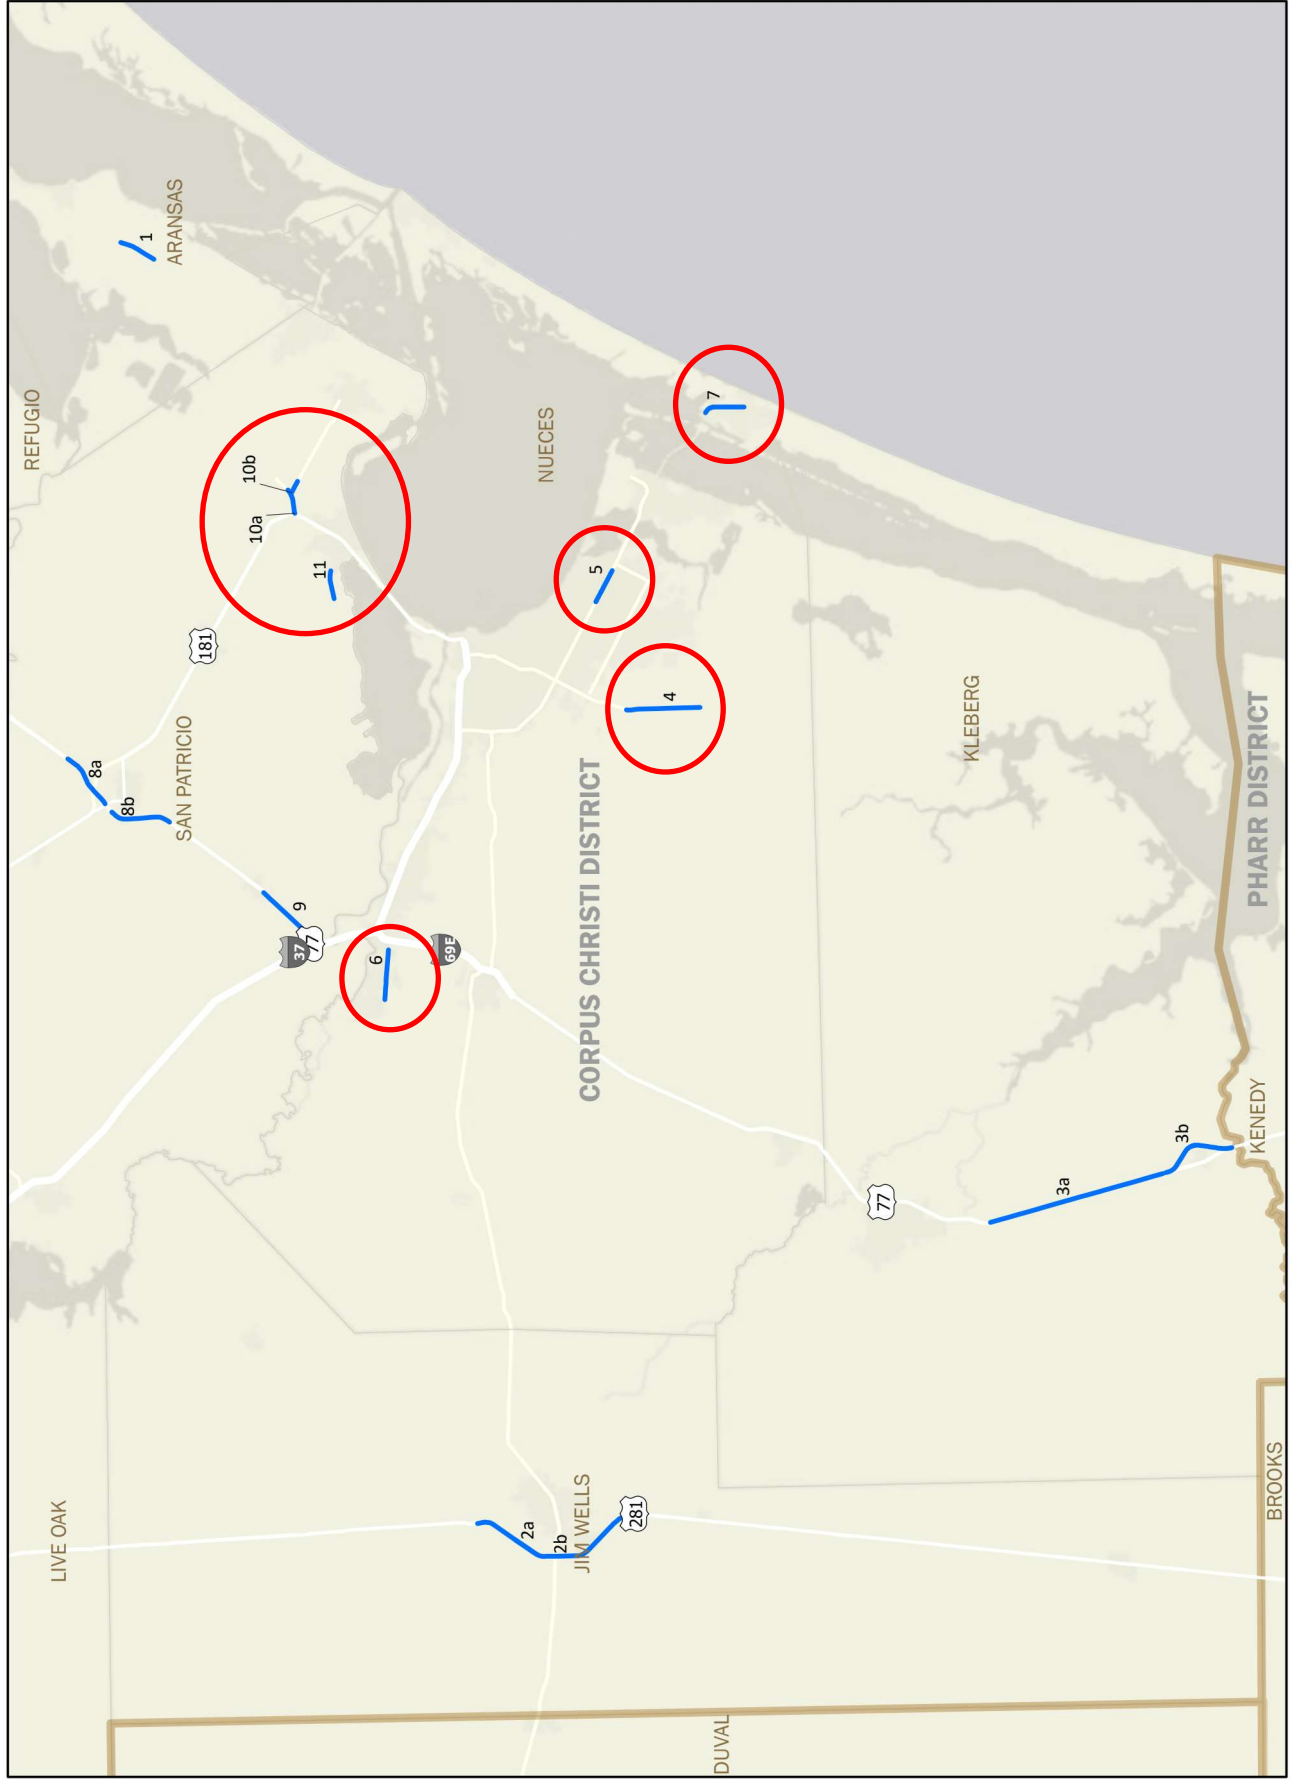 LIVE OAK
REFUGIO
8a
8b
1
ARANSAS
SAN PATRICIO
181
10b
10a
9
37
77
11
6
69E
2a
NUECES
2b
JIM WELLS
CORPUS CHRISTI DISTRICT
5
281
4
7
DUVAL
77
KLEBERG
3a
3b
KENEDY
PHARR DISTRICT
BROOKS